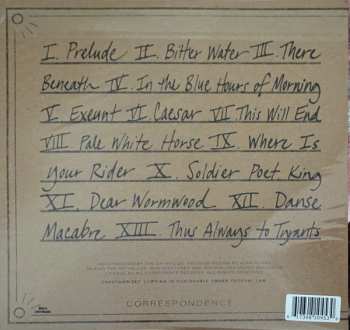 I. Prelude II. Bitter Water III. There
Beneath IV. In the Blue Hours of Morning
V. Exeunt VI. Caesar VII This Will End
VIII Pale White Horse IX. Where Is
your Rider X. Soldier Poet King
XI. Dear Wormwood XII. Danse
Macabre XIII. Thus Always to Tyrants
CORRESPONDENCE